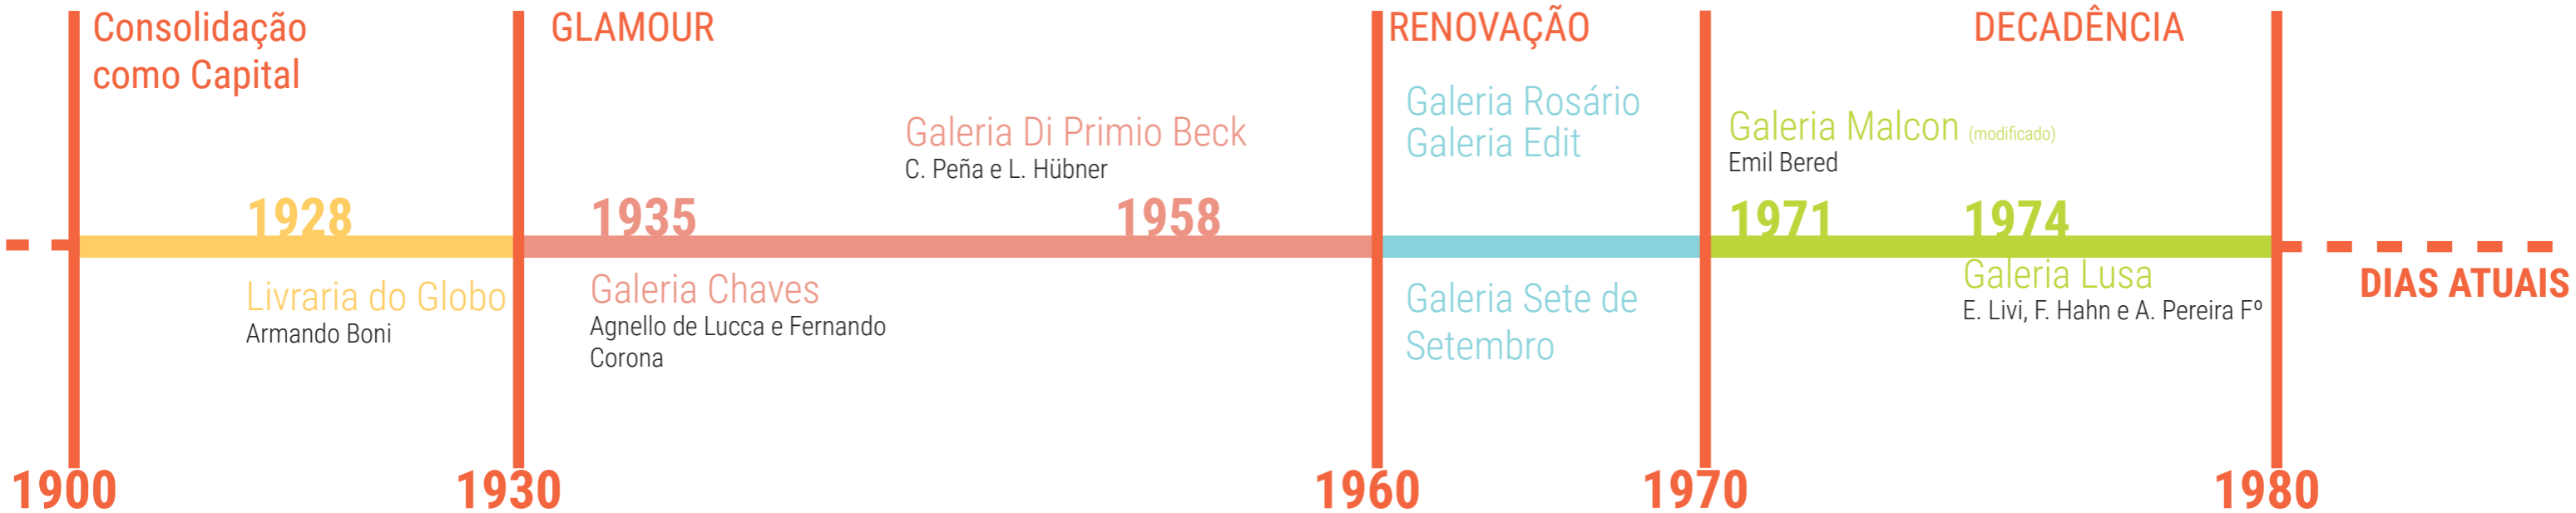 Consolidação
como Capital
GLAMOUR
RENOVAÇÃO
DECADÊNCIA
Galeria Rosário
Galeria Edit
Galeria Di Primio Beck
C. Peña e L. Hübner
Galeria Malcon (modificado)
Emil Bered
1928
1935
1958
1971
1974
Livraria do Globo
Armando Boni
Galeria Chaves
Agnello de Lucca e Fernando
Corona
Galeria Sete de
Setembro
Galeria Lusa
E. Livi, F. Hahn e A. Pereira Fº
DIAS ATUAIS
1900
1930
1960
1970
1980